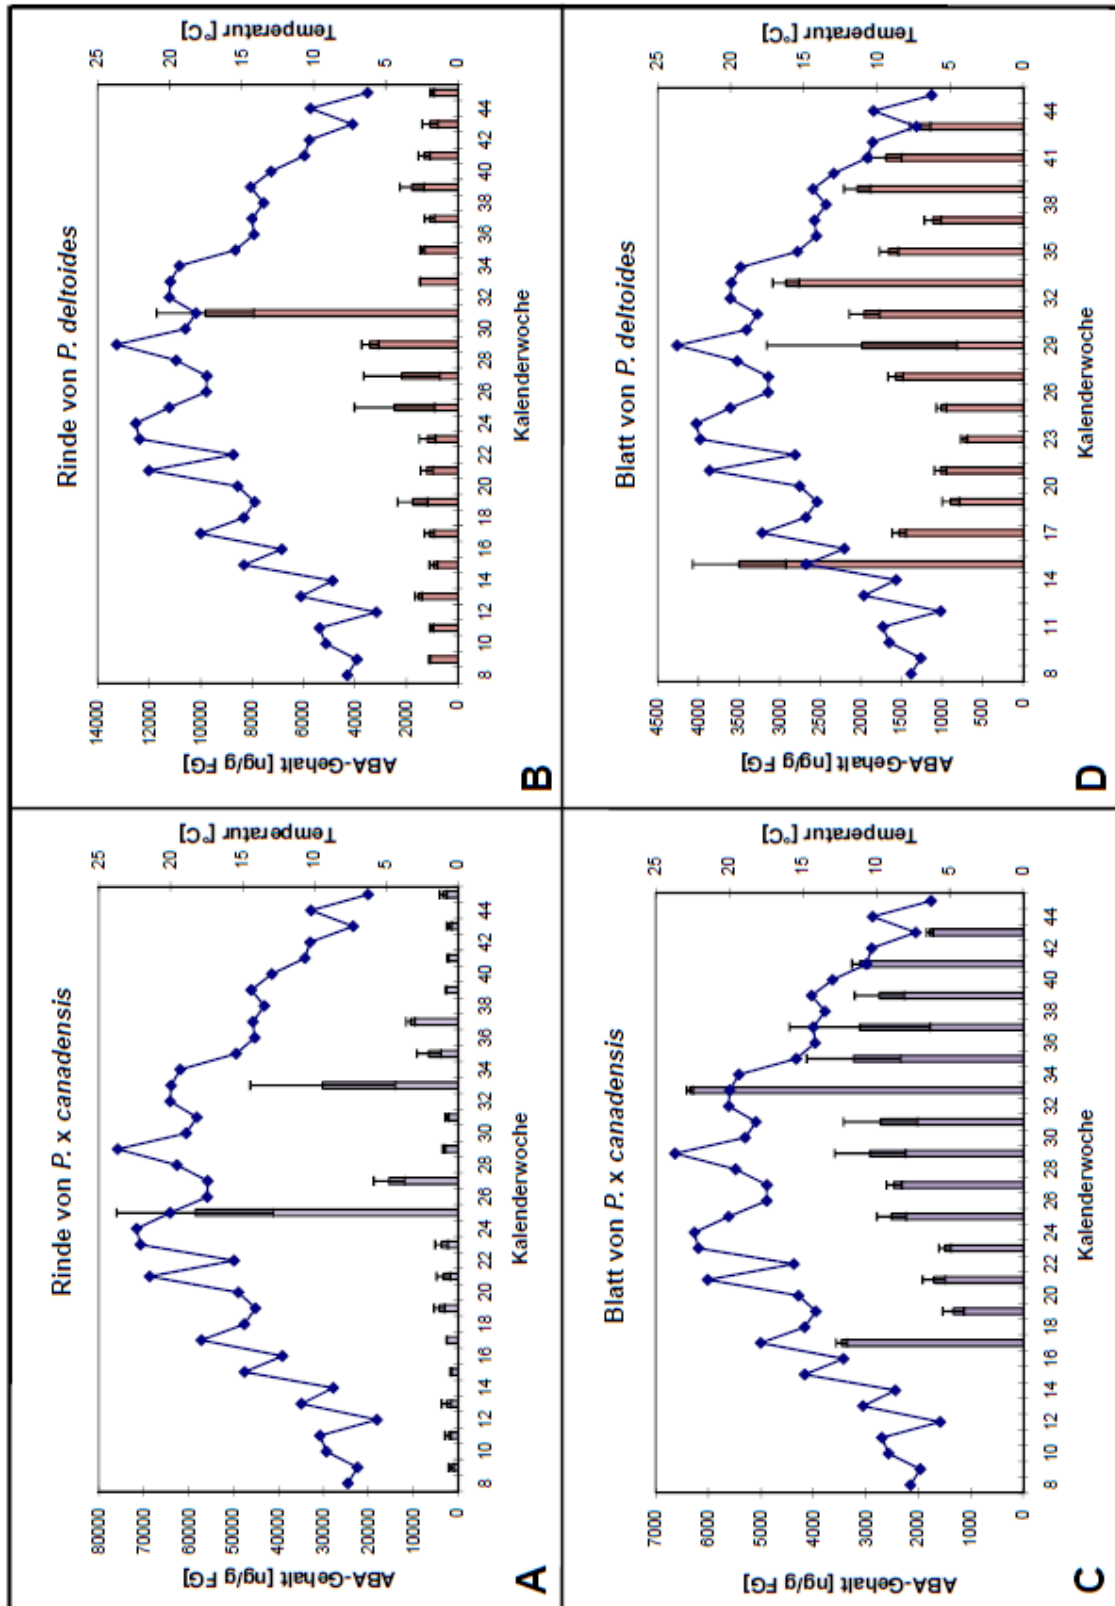 Rinde von P. x canadensis
ABA-Gehalt [ng/g FG]
80000
70000
60000
50000
40000
30000
20000
10000
0
25
20
15
10
5
0
Temperatur [°C]
8 10 12 14 16 18 20 22 24 26 28 30 32 34 36 38 40 42 44
Kalenderwoche
A
Rinde von P. deltoides
ABA-Gehalt [ng/g FG]
14000
12000
10000
8000
6000
4000
2000
0
25
20
15
10
5
0
Temperatur [°C]
8 10 12 14 16 18 20 22 24 26 28 30 32 34 36 38 40 42 44
Kalenderwoche
B
Blatt von P. x canadensis
ABA-Gehalt [ng/g FG]
7000
6000
5000
4000
3000
2000
1000
0
25
20
15
10
5
0
Temperatur [°C]
8 10 12 14 16 18 20 22 24 26 28 30 32 34 36 38 40 42 44
Kalenderwoche
C
Blatt von P. deltoides
ABA-Gehalt [ng/g FG]
4500
4000
3500
3000
2500
2000
1500
1000
500
0
25
20
15
10
5
0
Temperatur [°C]
8 11 14 17 20 23 26 29 32 35 38 41 44
Kalenderwoche
D